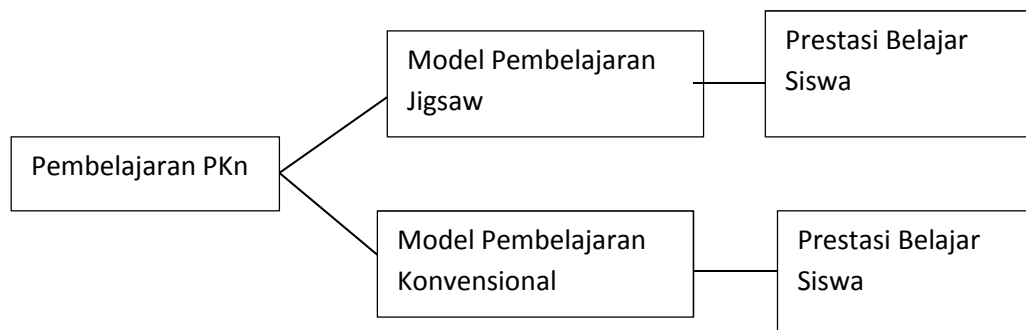 Pembelajaran PKn
Model Pembelajaran
Jigsaw
Prestasi Belajar
Siswa
Model Pembelajaran
Konvensional
Prestasi Belajar
Siswa